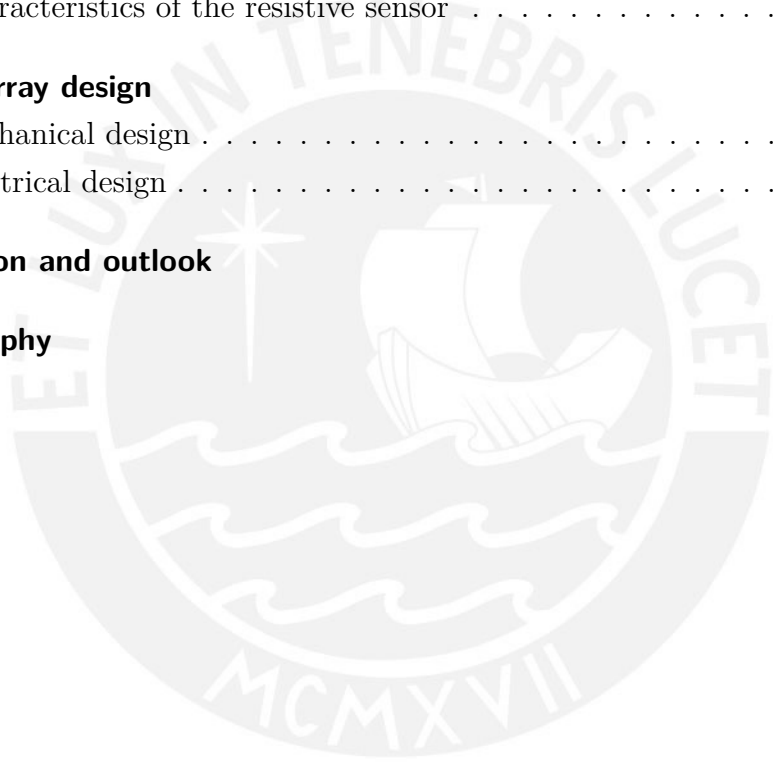 racteristics of the resistive sensor . . . . . . . . . . . . .
rray design
hanical design . . . . . . . . . . . . . . . . . . . . . . . .
trical design . . . . . . . . . . . . . . . . . . . . . . . . .
on and outlook
phy
ET LUX IN TENEBRIS LUCET
MCMXVII